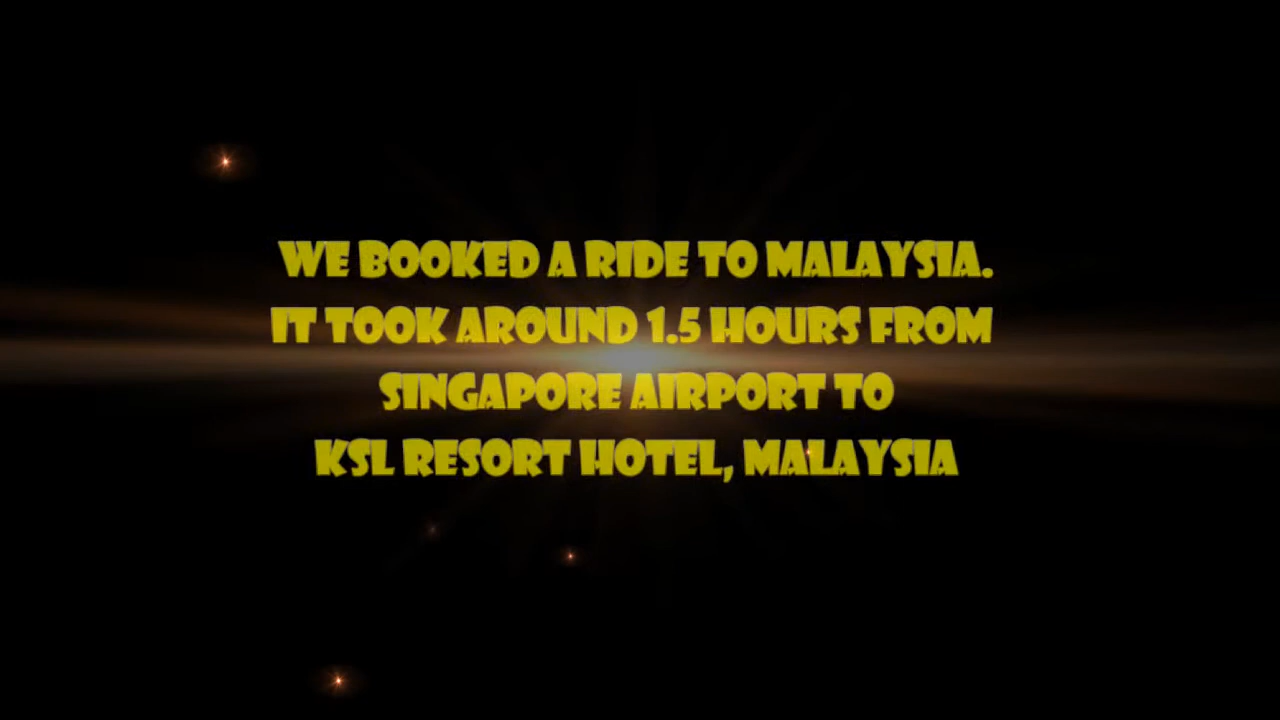 WE BOOKED A RIDE TO MALAYSIA.
IT TOOK AROUND 1.5 HOURS FROM
SINGAPORE AIRPORT TO
KSL RESORT HOTEL, MALAYSIA